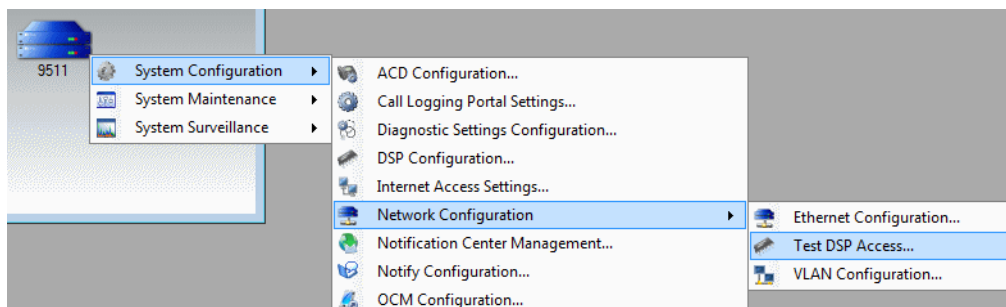 9511
System Configuration
System Maintenance
System Surveillance
ACD Configuration...
Call Logging Portal Settings...
Diagnostic Settings Configuration...
DSP Configuration...
Internet Access Settings...
Network Configuration
Notification Center Management...
Notify Configuration...
OCM Configuration...
Ethernet Configuration...
Test DSP Access...
VLAN Configuration...